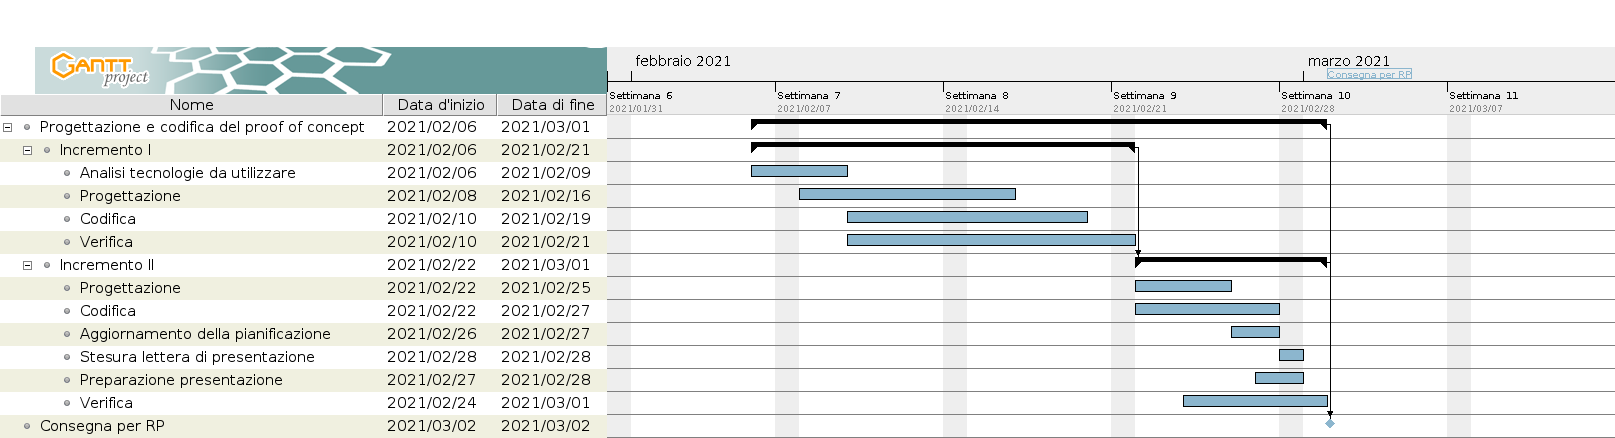 GANTT project
febbraio 2021
marzo 2021
Consegna per RP
Nome Data d'inizio Data di fine
Settimana 6 Settimana 7 Settimana 8 Settimana 9 Settimana 10 Settimana 11
2021/01/31 2021/02/07 2021/02/14 2021/02/21 2021/02/28 2021/03/07
Progettazione e codifica del proof of concept 2021/02/06 2021/03/01
Incremento I 2021/02/06 2021/02/21
Analisi tecnologie da utilizzare 2021/02/06 2021/02/09
Progettazione 2021/02/08 2021/02/16
Codifica 2021/02/10 2021/02/19
Verifica 2021/02/10 2021/02/21
Incremento II 2021/02/22 2021/03/01
Progettazione 2021/02/22 2021/02/25
Codifica 2021/02/22 2021/02/27
Aggiornamento della pianificazione 2021/02/26 2021/02/27
Stesura lettera di presentazione 2021/02/28 2021/02/28
Preparazione presentazione 2021/02/27 2021/02/28
Verifica 2021/02/24 2021/03/01
Consegna per RP 2021/03/02 2021/03/02